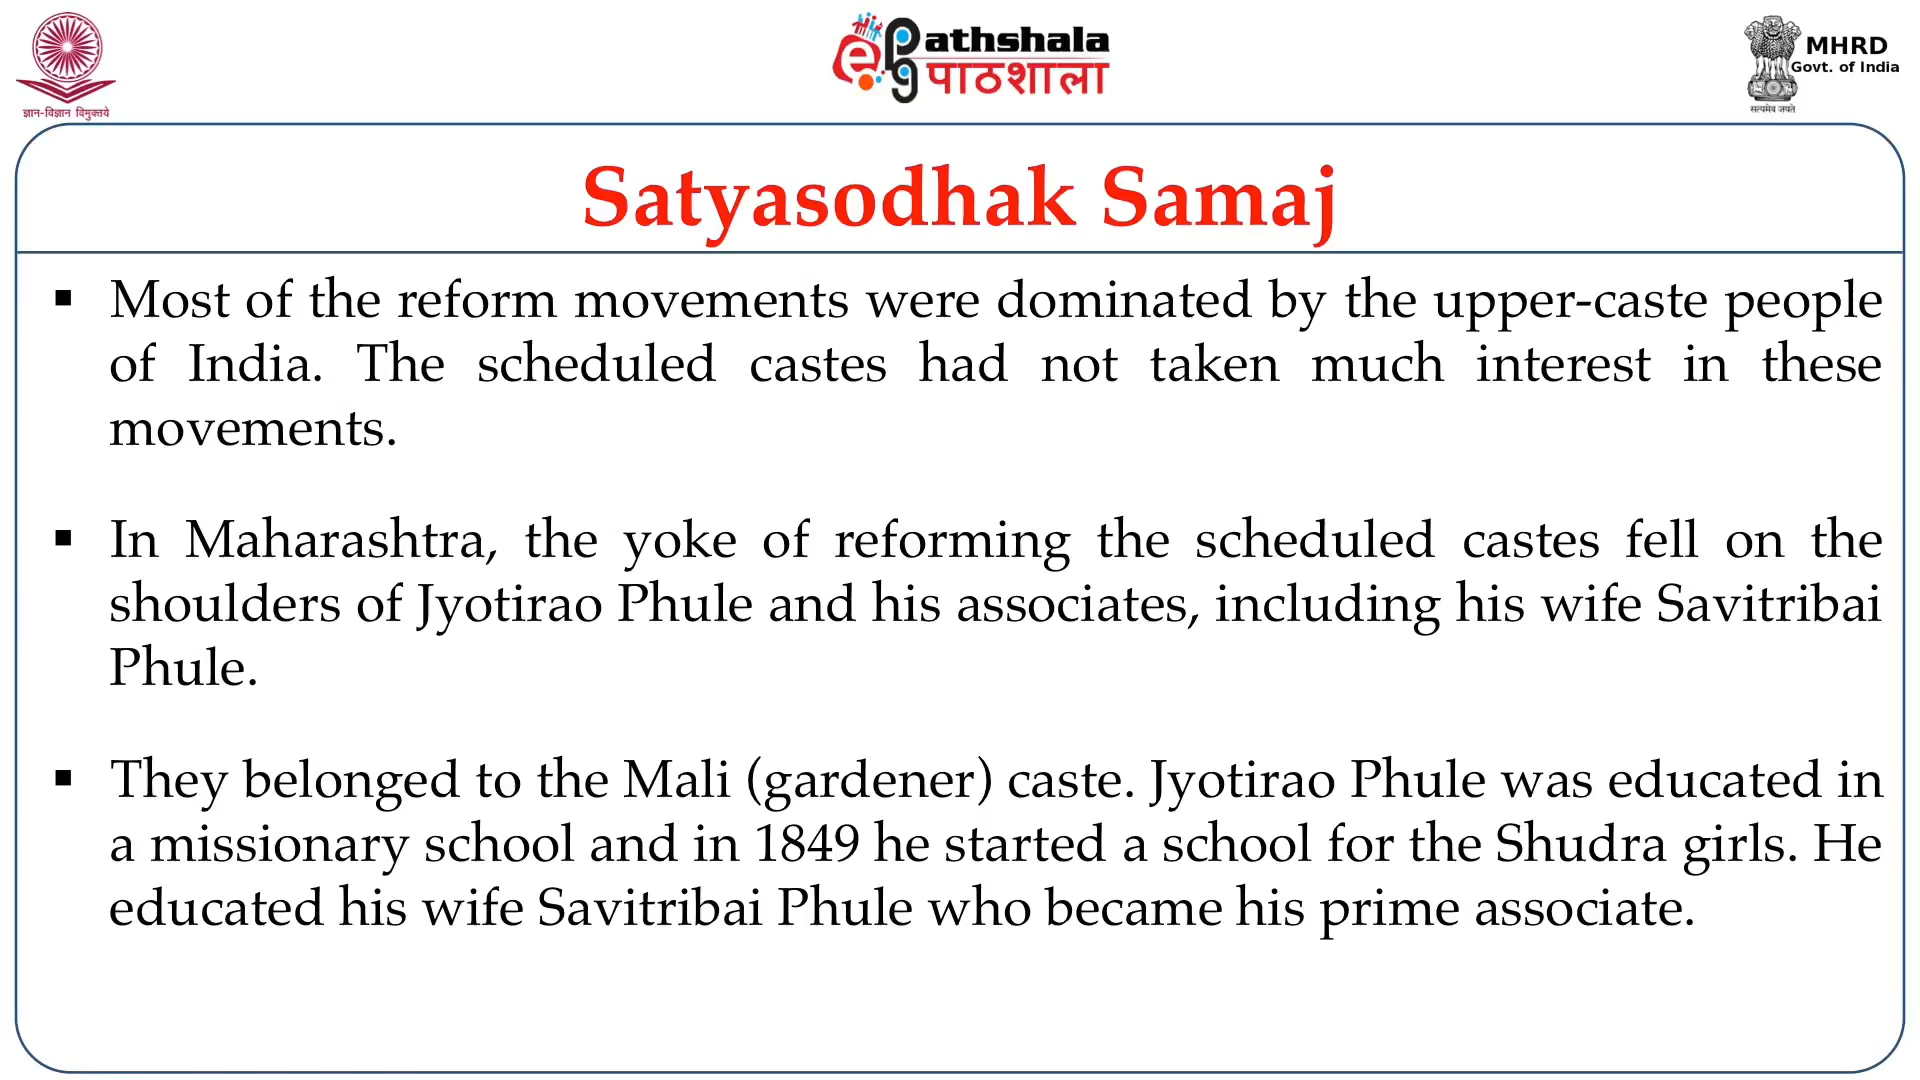 ज्ञान-विज्ञान विमुक्तये
ePathshala
पाठशाला
MHRD
Govt. of India
सत्यमेव जयते
Satyasodhak Samaj
▪ Most of the reform movements were dominated by the upper-caste people
of India. The scheduled castes had not taken much interest in these
movements.
▪ In Maharashtra, the yoke of reforming the scheduled castes fell on the
shoulders of Jyotirao Phule and his associates, including his wife Savitribai
Phule.
▪ They belonged to the Mali (gardener) caste. Jyotirao Phule was educated in
a missionary school and in 1849 he started a school for the Shudra girls. He
educated his wife Savitribai Phule who became his prime associate.